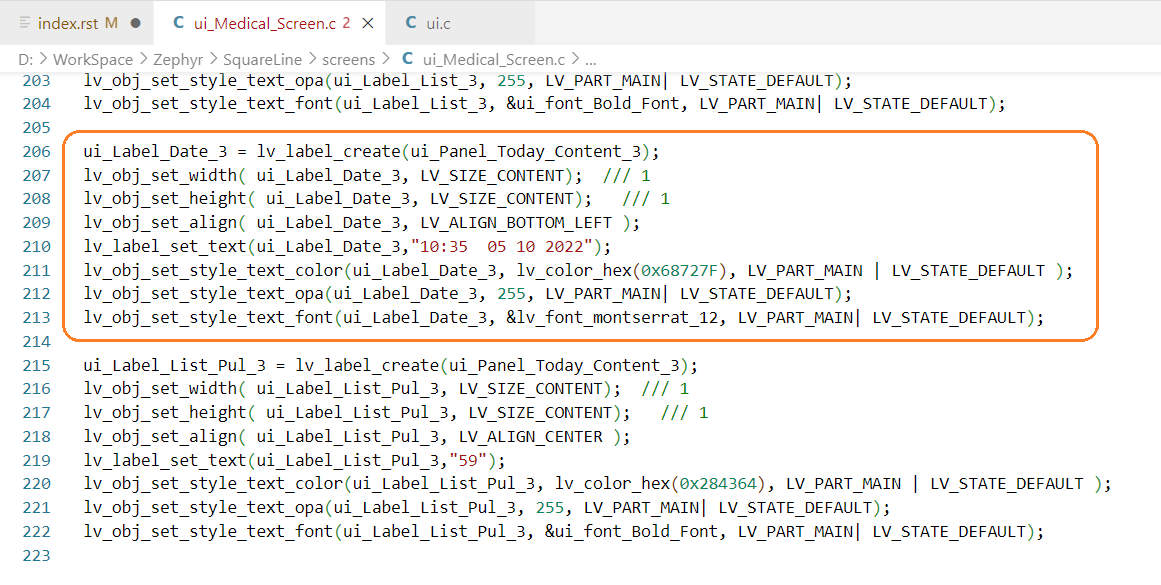 index.rst M ●
C ui_Medical_Screen.c 2 ×
C ui.c
D: > WorkSpace > Zephyr > SquareLine > screens > C ui_Medical_Screen.c > ...
203 lv_obj_set_style_text_opa(ui_Label_List_3, 255, LV_PART_MAIN| LV_STATE_DEFAULT);
204 lv_obj_set_style_text_font(ui_Label_List_3, &ui_font_Bold_Font, LV_PART_MAIN| LV_STATE_DEFAULT);
205
206 ui_Label_Date_3 = lv_label_create(ui_Panel_Today_Content_3);
207 lv_obj_set_width( ui_Label_Date_3, LV_SIZE_CONTENT);  /// 1
208 lv_obj_set_height( ui_Label_Date_3, LV_SIZE_CONTENT);   /// 1
209 lv_obj_set_align( ui_Label_Date_3, LV_ALIGN_BOTTOM_LEFT );
210 lv_label_set_text(ui_Label_Date_3,"10:35  05 10 2022");
211 lv_obj_set_style_text_color(ui_Label_Date_3, lv_color_hex(0x68727F), LV_PART_MAIN | LV_STATE_DEFAULT );
212 lv_obj_set_style_text_opa(ui_Label_Date_3, 255, LV_PART_MAIN| LV_STATE_DEFAULT);
213 lv_obj_set_style_text_font(ui_Label_Date_3, &lv_font_montserrat_12, LV_PART_MAIN| LV_STATE_DEFAULT);
214
215 ui_Label_List_Pul_3 = lv_label_create(ui_Panel_Today_Content_3);
216 lv_obj_set_width( ui_Label_List_Pul_3, LV_SIZE_CONTENT);  /// 1
217 lv_obj_set_height( ui_Label_List_Pul_3, LV_SIZE_CONTENT);   /// 1
218 lv_obj_set_align( ui_Label_List_Pul_3, LV_ALIGN_CENTER );
219 lv_label_set_text(ui_Label_List_Pul_3,"59");
220 lv_obj_set_style_text_color(ui_Label_List_Pul_3, lv_color_hex(0x284364), LV_PART_MAIN | LV_STATE_DEFAULT );
221 lv_obj_set_style_text_opa(ui_Label_List_Pul_3, 255, LV_PART_MAIN| LV_STATE_DEFAULT);
222 lv_obj_set_style_text_font(ui_Label_List_Pul_3, &ui_font_Bold_Font, LV_PART_MAIN| LV_STATE_DEFAULT);
223